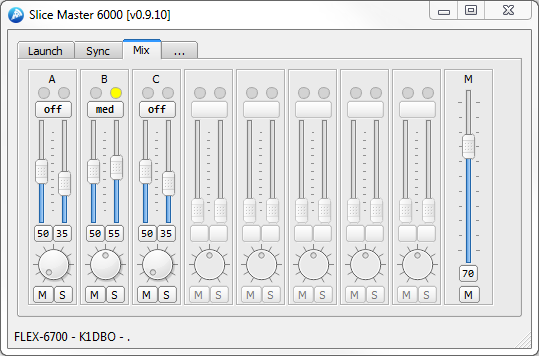 Slice Master 6000 [v0.9.10]
Launch Sync Mix ...
A B C M
off med off
50 35 50 55 50 35
70
M S M S M S M S M S M S M S M S M
FLEX-6700 - K1DBO - .